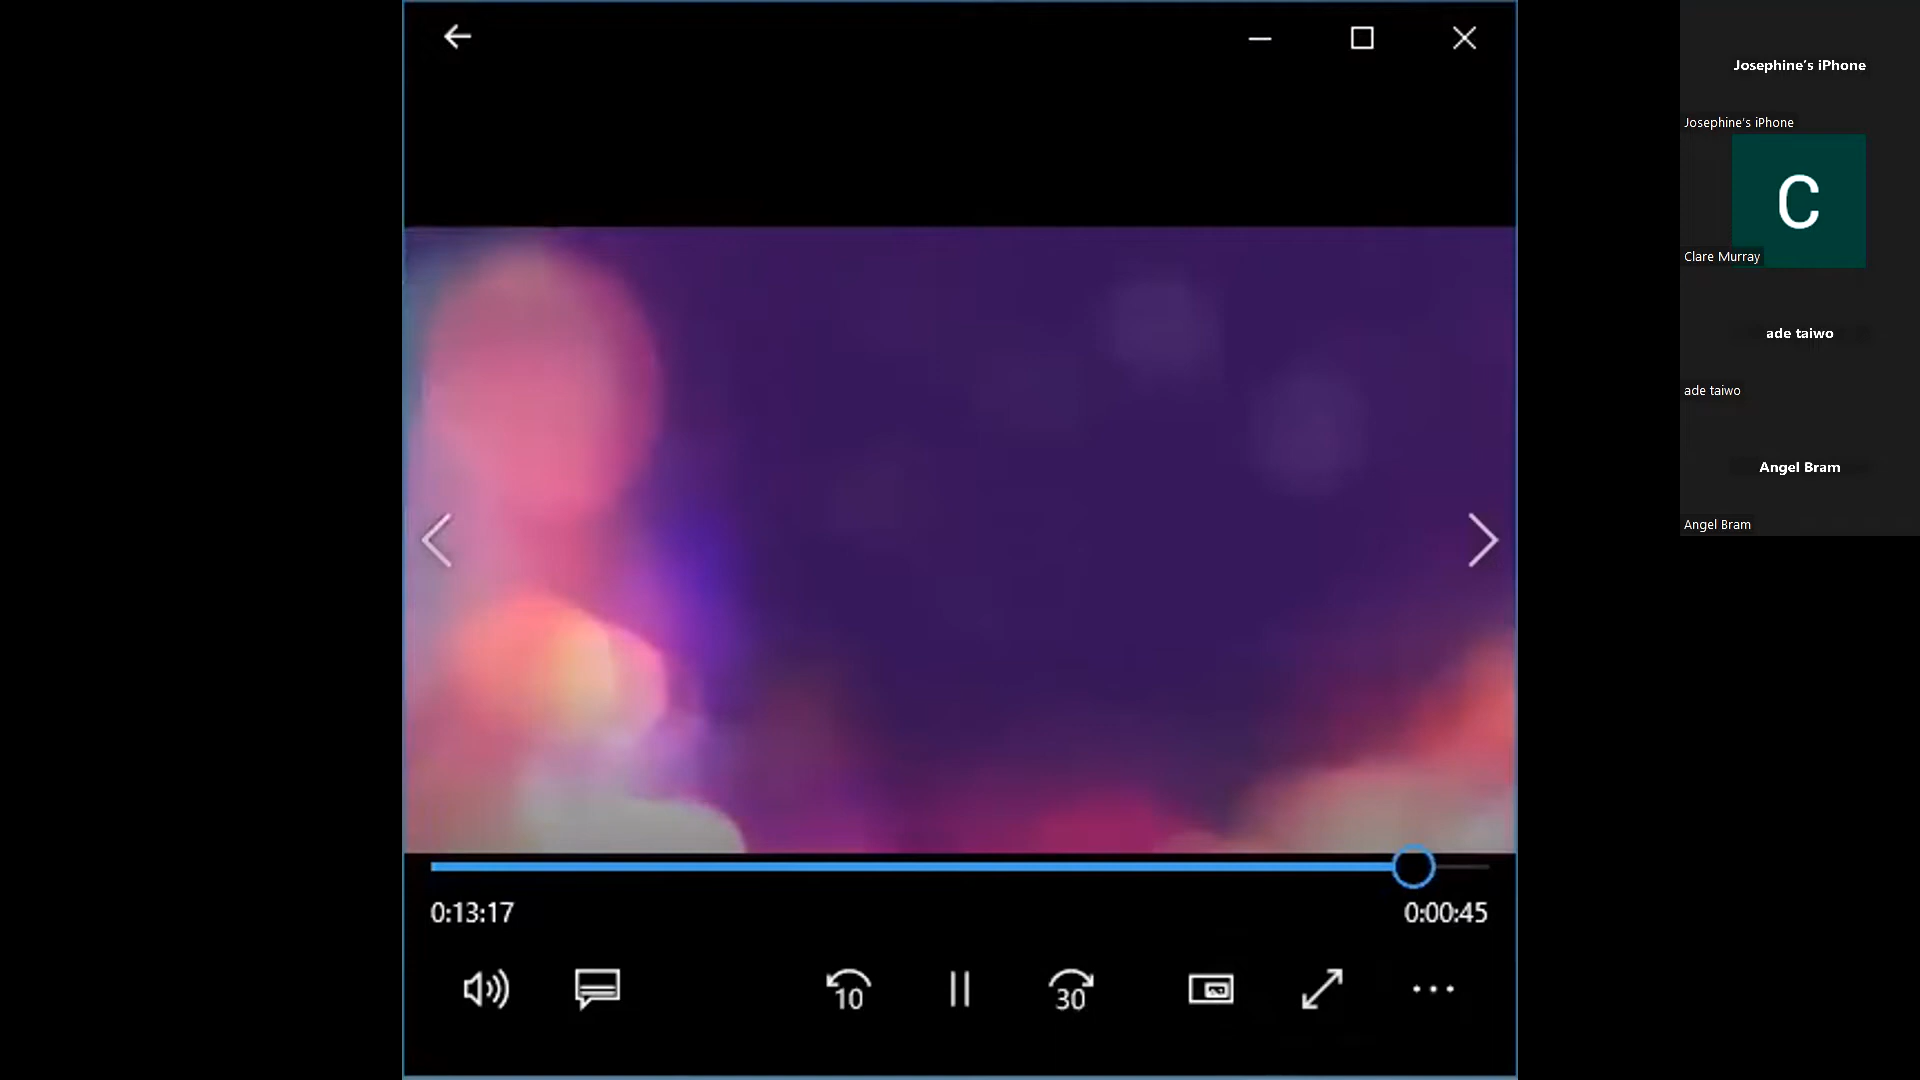 Josephine's iPhone
Josephine's iPhone
C
Clare Murray
ade taiwo
ade taiwo
Angel Bram
Angel Bram
0:13:17
0:00:45
10
30